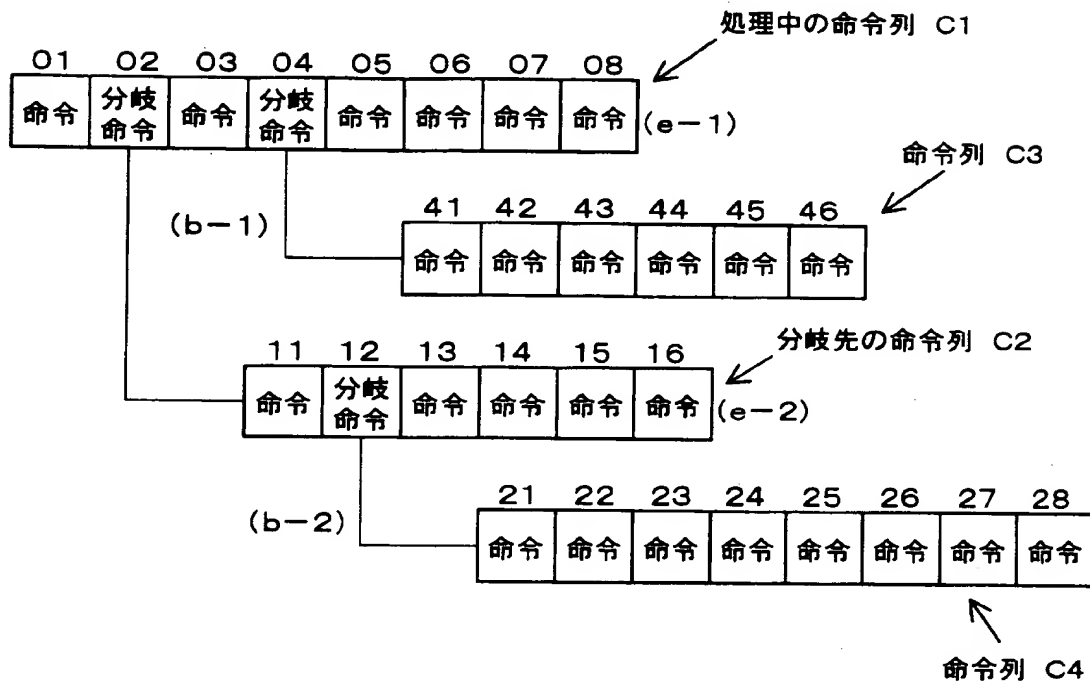 処理中の命令列 C1
01 02 03 04 05 06 07 08
命令 分岐命令 命令 分岐命令 命令 命令 命令 命令 (e-1)
命令列 C3
(b-1)
41 42 43 44 45 46
命令 命令 命令 命令 命令 命令
分岐先の命令列 C2
11 12 13 14 15 16
命令 分岐命令 命令 命令 命令 命令 (e-2)
(b-2)
21 22 23 24 25 26 27 28
命令 命令 命令 命令 命令 命令 命令 命令
命令列 C4